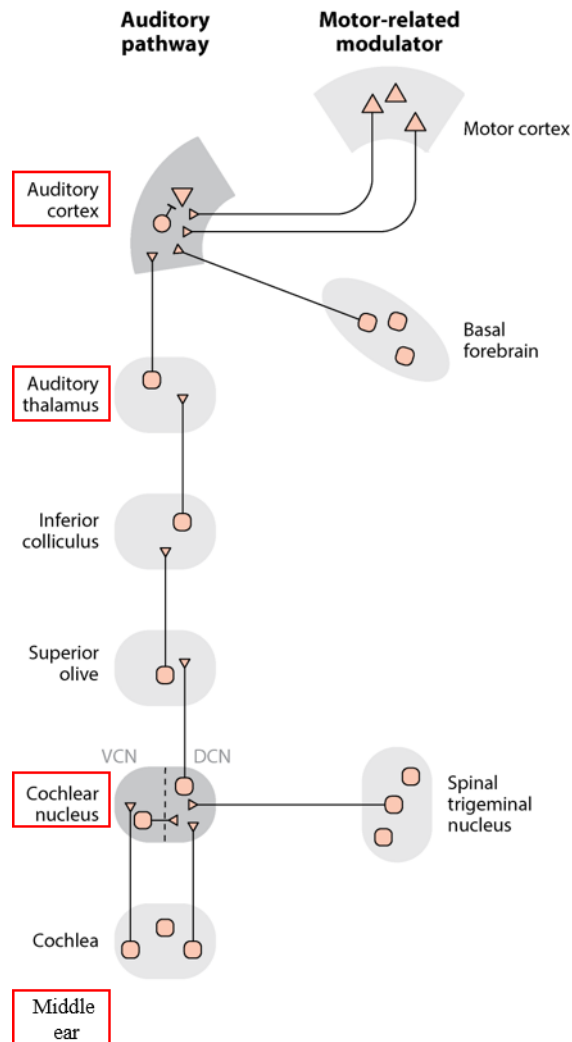 Auditory
pathway
Motor-related
modulator
Motor cortex
Auditory
cortex
Basal
forebrain
Auditory
thalamus
Inferior
colliculus
Superior
olive
VCN
DCN
Cochlear
nucleus
Spinal
trigeminal
nucleus
Cochlea
Middle
ear